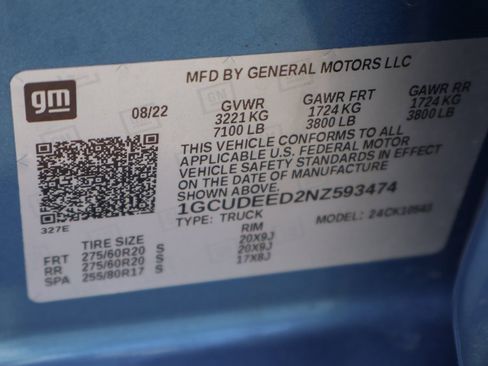 gm
MFD BY GENERAL MOTORS LLC
08/22
GVWR GAWR FRT GAWR RR
3221 KG 1724 KG 1724 KG
7100 LB 3800 LB 3800 LB
THIS VEHICLE CONFORMS TO ALL
APPLICABLE U.S. FEDERAL MOTOR
VEHICLE SAFETY STANDARDS IN EFFECT
ON THE DATE OF MANUFACTURE
SHOWN ABOVE.
1GCUDEED2NZ593474
TYPE: TRUCK MODEL:
327E
TIRE SIZE RIM
FRT 275/60R20 S 20X9J
RR 275/60R20 S 20X9J
SPA 255/80R17 S 17X8J